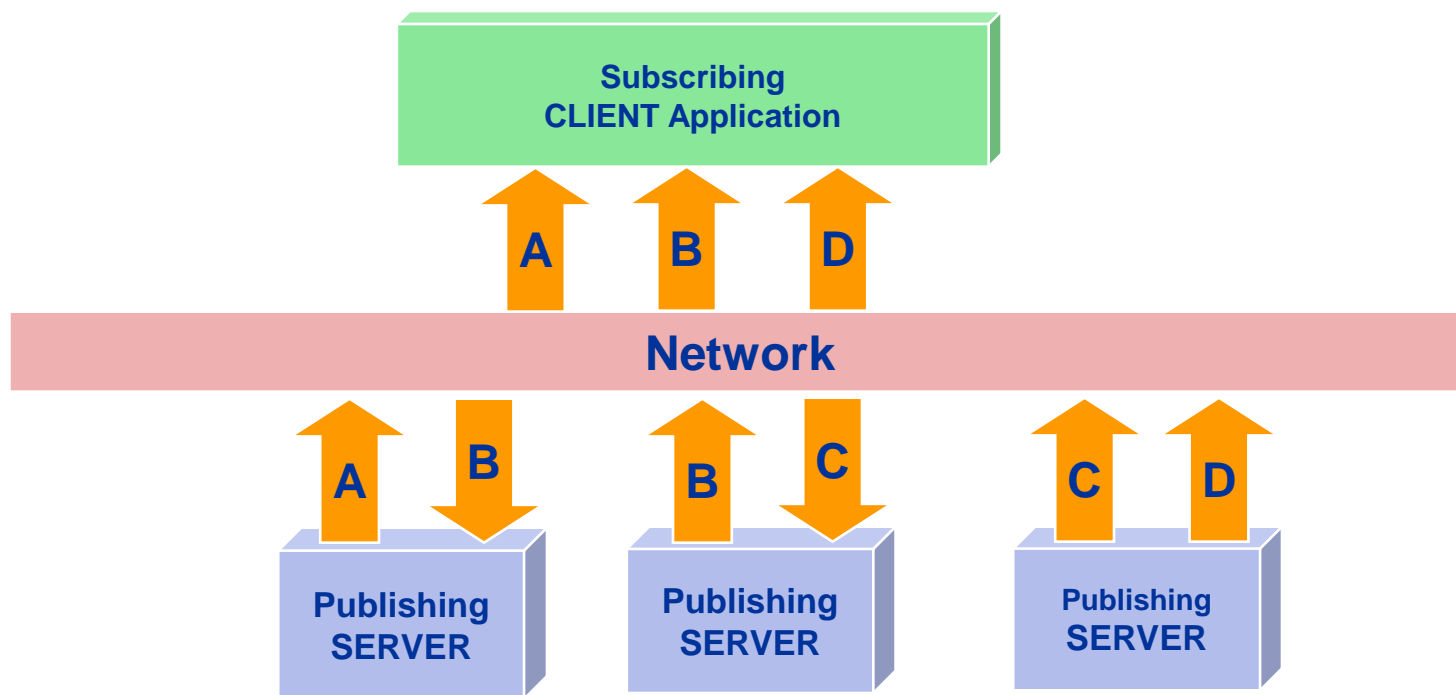 Subscribing
CLIENT Application
A B D
Network
A B B C C D
Publishing
SERVER
Publishing
SERVER
Publishing
SERVER